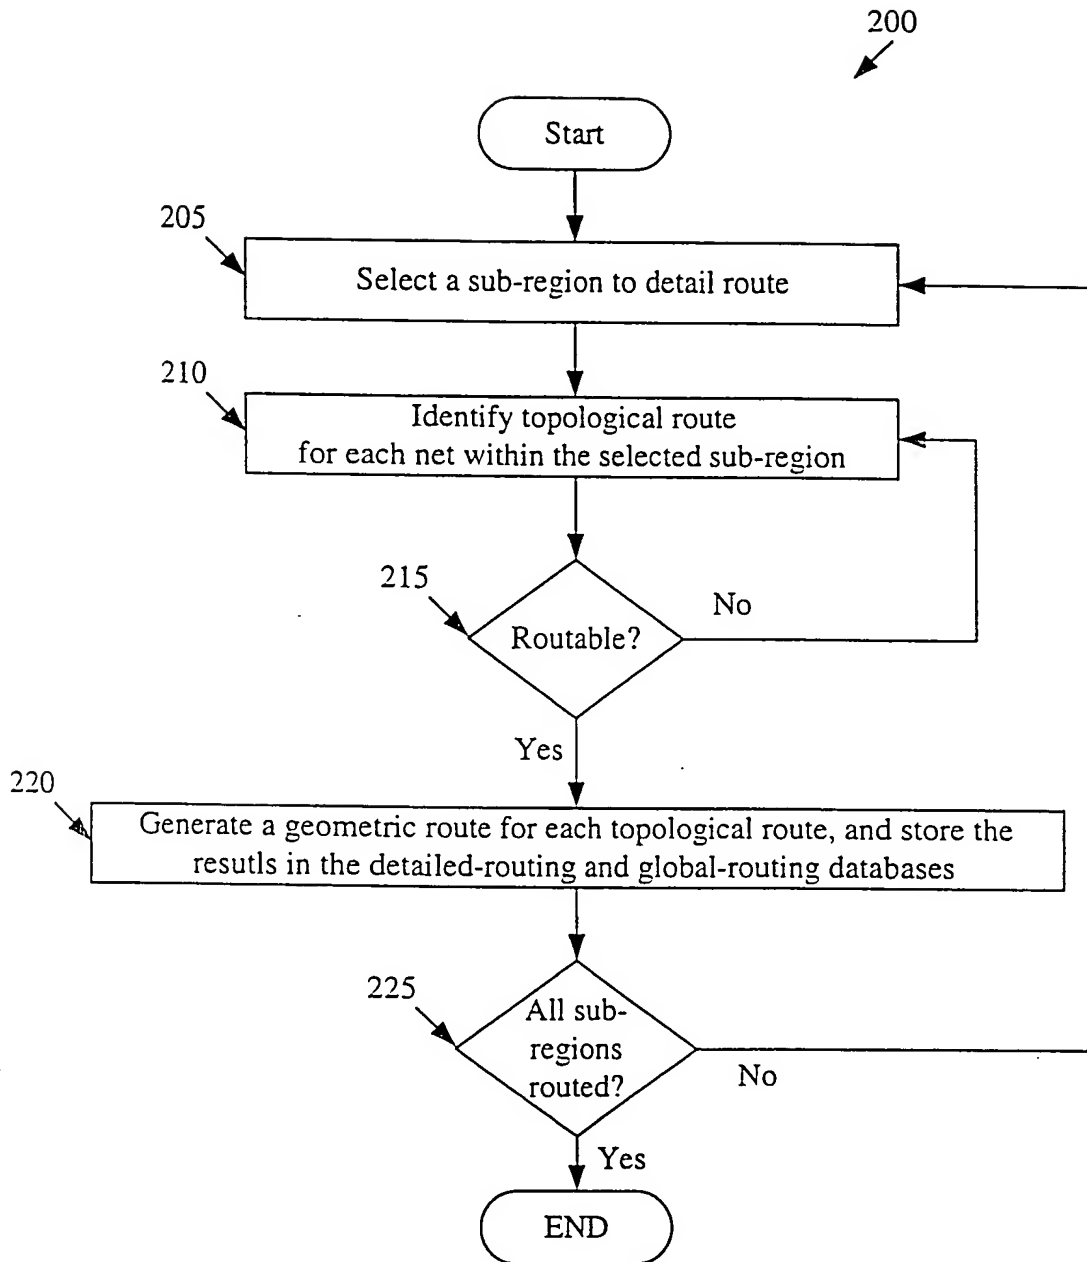 200
Start
205
Select a sub-region to detail route
210
Identify topological route
for each net within the selected sub-region
215
Routable?
No
Yes
220
Generate a geometric route for each topological route, and store the
resutls in the detailed-routing and global-routing databases
225
All sub-
regions
routed?
No
Yes
END